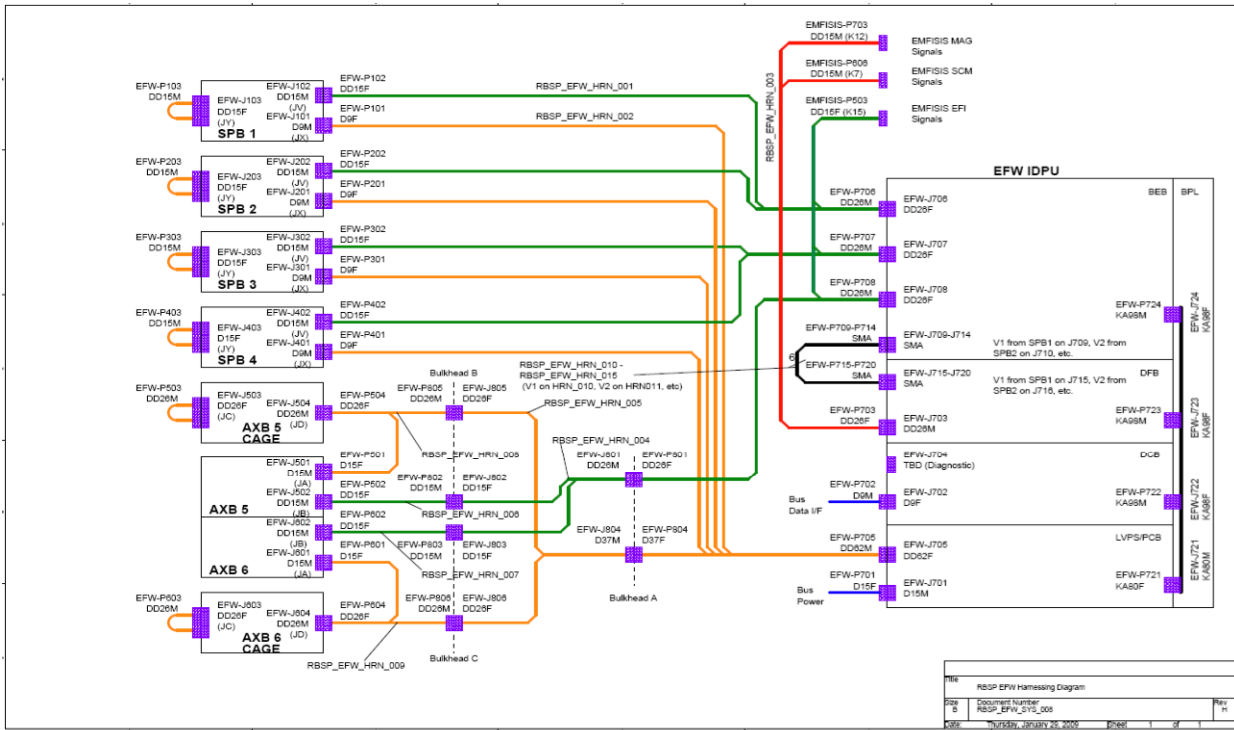 EMFISIS-P703
DD15M (K12)
EMFISIS MAG
Signals
EMFISIS-P606
DD15M (K7)
EMFISIS SCM
Signals
EMFISIS-P503
DD15F (K15)
EMFISIS EFI
Signals
RBSP_EFW_HRN_003
RBSP_EFW_HRN_001
RBSP_EFW_HRN_002
EFW-P103
DD15M
EFW-J103
DD15F
(JY)
SPB 1
EFW-J102
DD15M
(JV)
EFW-J101
D9M
(JX)
EFW-P102
DD15F
EFW-P101
D9F
EFW-P203
DD15M
EFW-J203
DD15F
(JY)
SPB 2
EFW-J202
DD15M
(JV)
EFW-J201
D9M
(JX)
EFW-P202
DD15F
EFW-P201
D9F
EFW-P303
DD15M
EFW-J303
DD15F
(JY)
SPB 3
EFW-J302
DD15M
(JV)
EFW-J301
D9M
(JX)
EFW-P302
DD15F
EFW-P301
D9F
EFW-P403
DD15M
EFW-J403
D15F
(JY)
SPB 4
EFW-J402
DD15M
(JV)
EFW-J401
D9M
(JX)
EFW-P402
DD15F
EFW-P401
D9F
EFW-P503
DD26M
EFW-J503
DD26F
(JC)
EFW-J504
DD26M
(JD)
AXB 5
CAGE
EFW-P504
DD26F
EFW-J501
D15M
(JA)
EFW-J502
DD15M
(JB)
AXB 5
EFW-P501
D15F
EFW-P502
DD15F
EFW-J602
DD15M
(JB)
EFW-J601
D15M
(JA)
AXB 6
EFW-P602
DD15F
EFW-P601
D15F
EFW-P603
DD26M
EFW-J603
DD26F
(JC)
EFW-J604
DD26M
(JD)
AXB 6
CAGE
EFW-P604
DD26F
RBSP_EFW_HRN_009
Bulkhead B
EFW-P805
DD26M
EFW-J805
DD26F
RBSP_EFW_HRN_005
RBSP_EFW_HRN_008
EFW-P802
DD15M
EFW-J802
DD15F
RBSP_EFW_HRN_006
EFW-P803
DD15M
EFW-J803
DD15F
RBSP_EFW_HRN_007
EFW-P806
DD26M
EFW-J806
DD26F
Bulkhead C
RBSP_EFW_HRN_010 -
RBSP_EFW_HRN_015
(V1 on HRN_010, V2 on HRN011, etc)
RBSP_EFW_HRN_004
EFW-J801
DD26M
EFW-P801
DD26F
EFW-J804
D37M
EFW-P804
D37F
Bulkhead A
EFW IDPU
BEB
BPL
EFW-P706
DD26M
EFW-J706
DD26F
EFW-P707
DD26M
EFW-J707
DD26F
EFW-P708
DD26M
EFW-J708
DD26F
EFW-P709-P714
SMA
EFW-J709-J714
SMA
V1 from SPB1 on J709, V2 from
SPB2 on J710, etc.
6
EFW-P715-P720
SMA
EFW-J715-J720
SMA
DFB
V1 from SPB1 on J715, V2 from
SPB2 on J716, etc.
EFW-P703
DD26F
EFW-J703
DD26M
EFW-J704
TBD (Diagnostic)
DCB
Bus
Data I/F
EFW-P702
D9M
EFW-J702
D9F
EFW-P705
DD62M
EFW-J705
DD62F
LVPS/PCB
Bus
Power
EFW-P701
D15F
EFW-J701
D15M
EFW-P724
KA98M
EFW-J724
KA98F
EFW-P723
KA98M
EFW-J723
KA98F
EFW-P722
KA98M
EFW-J722
KA98F
EFW-P721
KA80F
EFW-J721
KA80M
Title
RBSP EFW Harnessing Diagram
Size
B
Document Number
RBSP_EFW_SYS_006
Rev
H
Date:
Thursday, January 29, 2009
Sheet 1 of 1